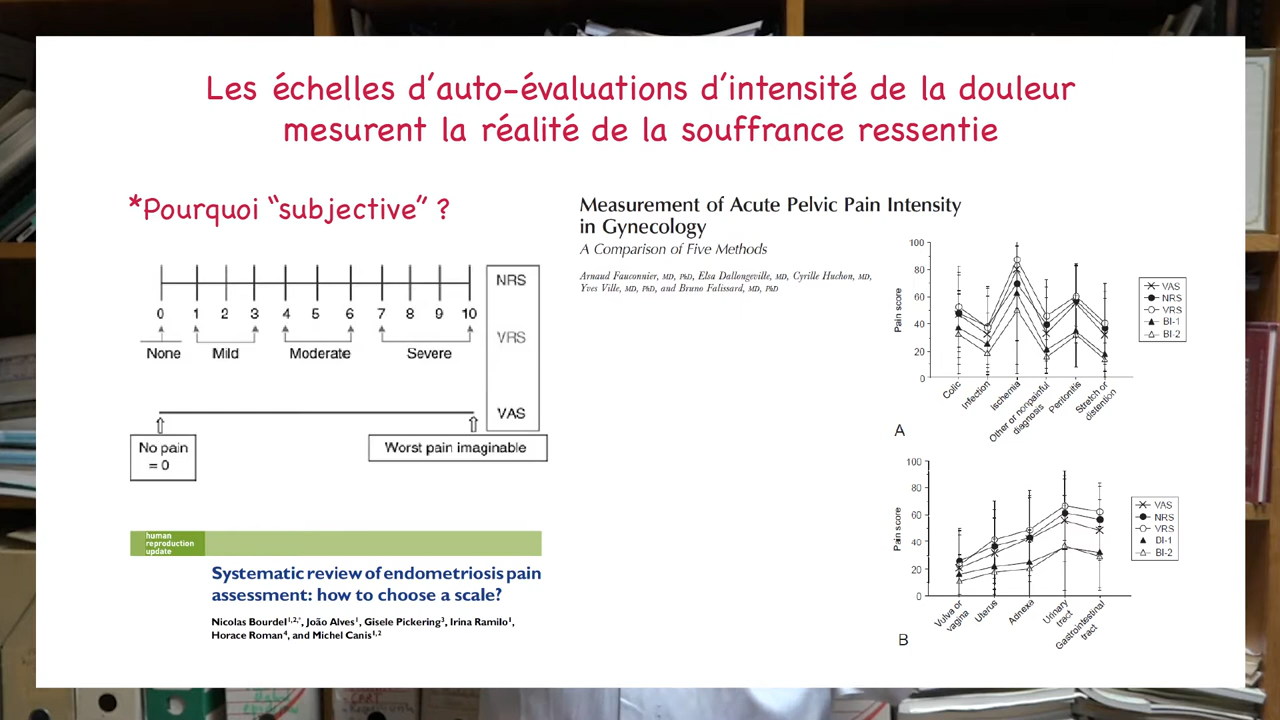 Les échelles d'auto-évaluations d'intensité de la douleur
mesurent la réalité de la souffrance ressentie
*Pourquoi "subjective" ?
NRS
0 1 2 3 4 5 6 7 8 9 10
VRS
None Mild Moderate Severe
VAS
No pain
= 0
Worst pain imaginable
human
reproduction
update
Systematic review of endometriosis pain
assessment: how to choose a scale?
Nicolas Bourdel1,2,*, João Alves1, Gisele Pickering3, Irina Ramilo1,
Horace Roman4, and Michel Canis1,2
Measurement of Acute Pelvic Pain Intensity
in Gynecology
A Comparison of Five Methods
Arnaud Fauconnier, MD, PhD, Elsa Dallongeville, MD, Cyrille Huchon, MD,
Yves Ville, MD, PhD, and Bruno Falissard, MD, PhD
100
80
60
40
20
0
Pain score
Colic
Infection
Ischemia
Other or nonpainful
diagnosis
Peritonitis
Stretch or
distention
VAS
NRS
VRS
BI-1
BI-2
A
100
80
60
40
20
0
Pain score
Vulva or
vagina
Uterus
Adnexa
Urinary
tract
Gastrointestinal
tract
VAS
NRS
VRS
BI-1
BI-2
B